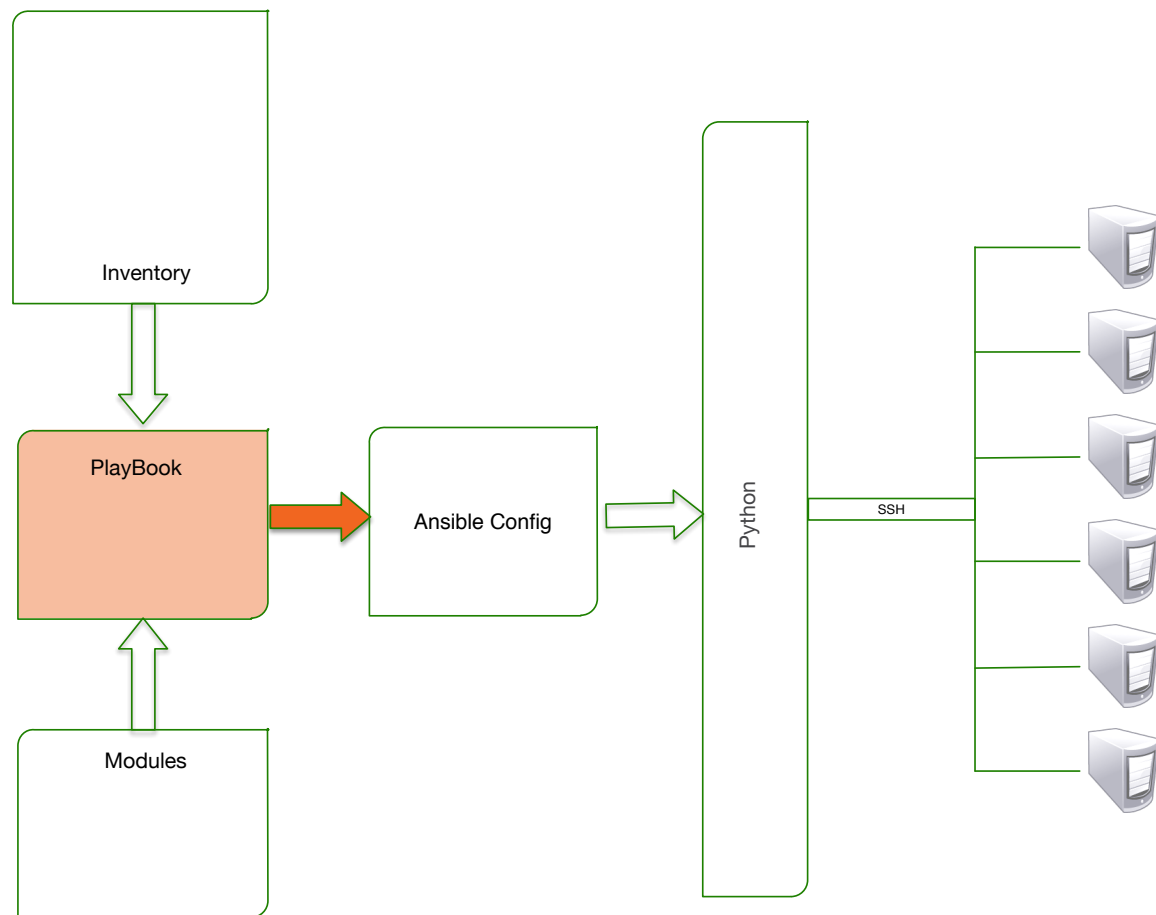 Inventory
PlayBook
Ansible Config
Python
SSH
Modules